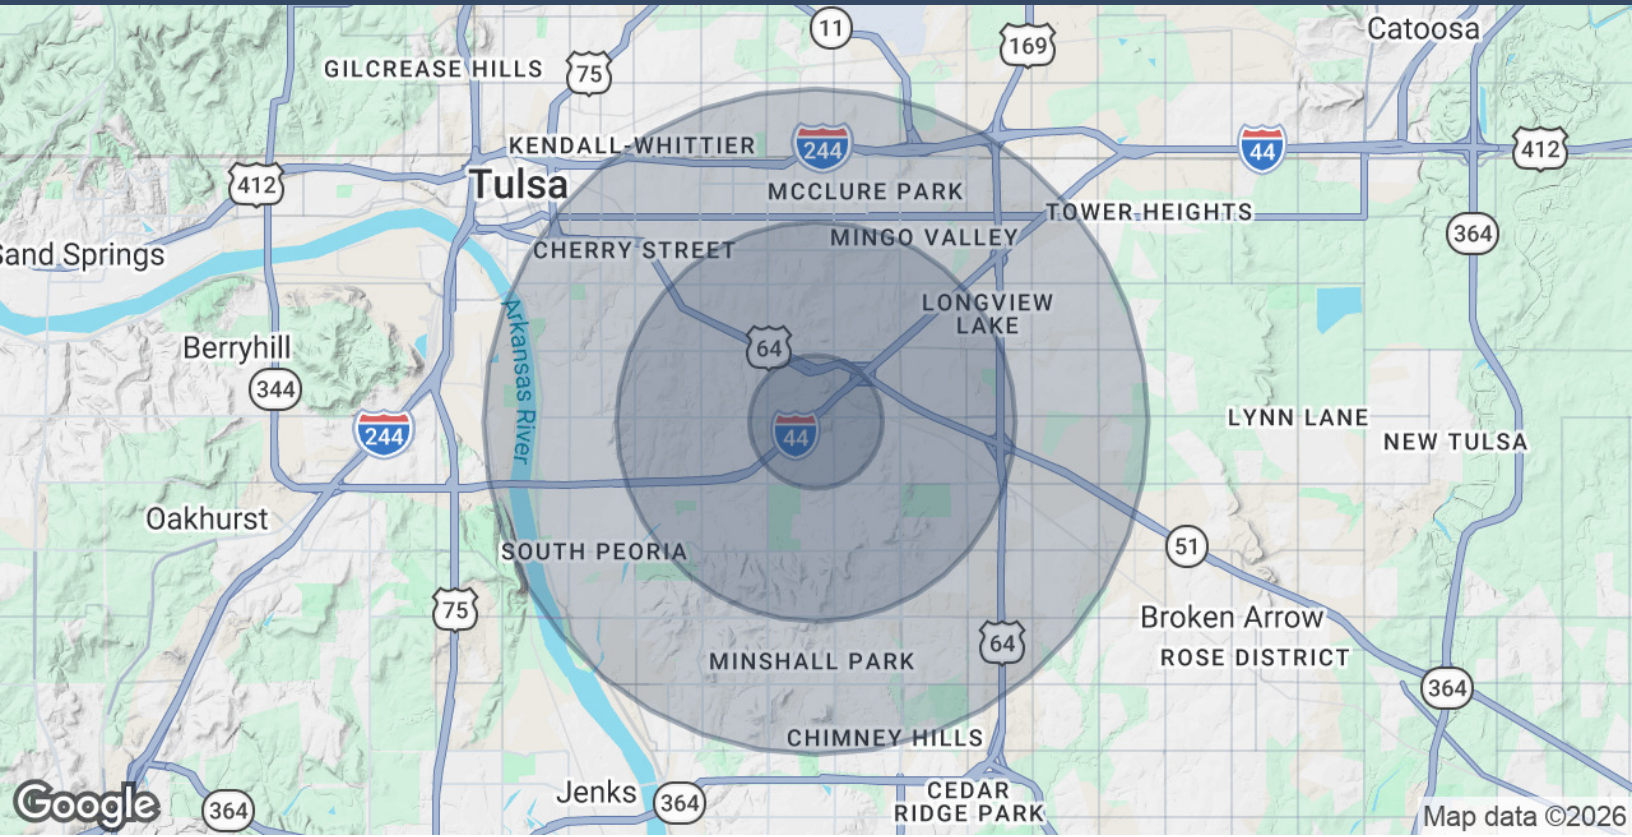 11
Catoosa
169
GILCREASE HILLS
75
KENDALL-WHITTIER
244
44
412
412
Tulsa
MCCLURE PARK
TOWER HEIGHTS
364
Sand Springs
CHERRY STREET
MINGO VALLEY
LONGVIEW
LAKE
Arkansas River
Berryhill
64
344
244
44
LYNN LANE
NEW TULSA
Oakhurst
SOUTH PEORIA
51
75
64
Broken Arrow
ROSE DISTRICT
MINSHALL PARK
364
CHIMNEY HILLS
Jenks
364
CEDAR
RIDGE PARK
Google
364
Map data ©2026